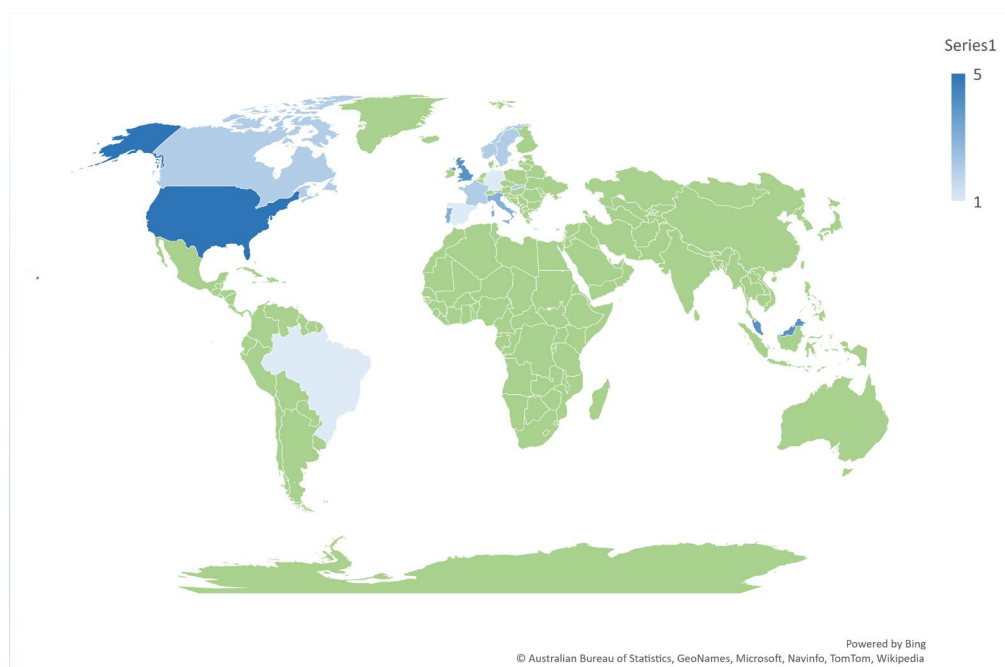 Series1
5
1
Powered by Bing
© Australian Bureau of Statistics, GeoNames, Microsoft, Navinfo, TomTom, Wikipedia